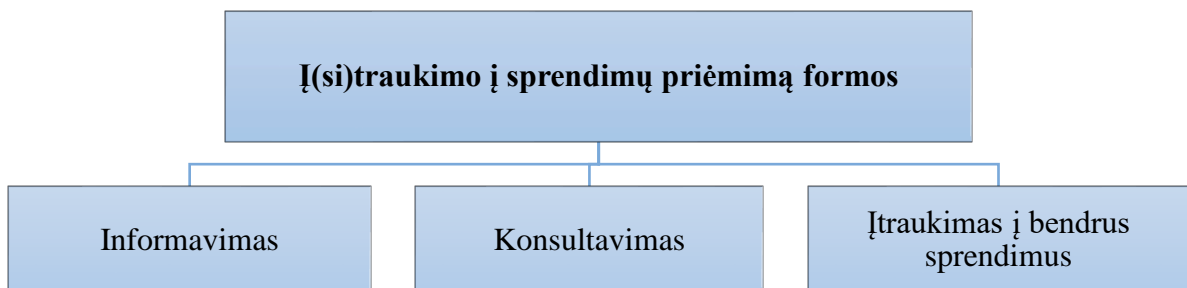 Į(si)traukimo į sprendimų priėmimą formos
Informavimas
Konsultavimas
Įtraukimas į bendrus
sprendimus